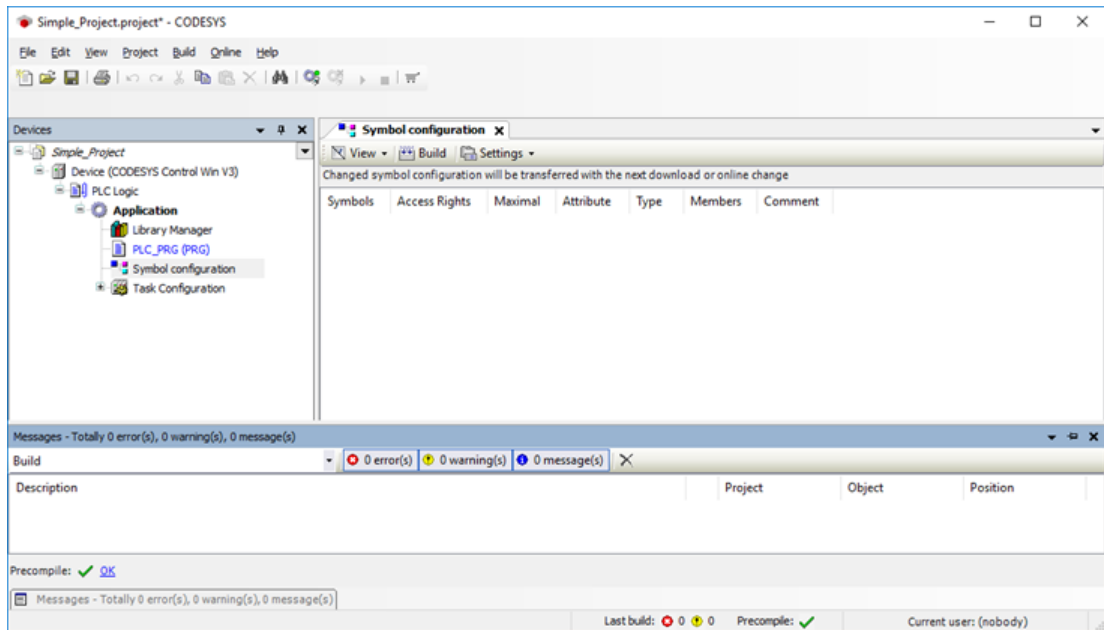 Simple_Project.project* - CODESYS
File Edit View Project Build Online Help
Devices
Simple_Project
Device (CODESYS Control Win V3)
PLC Logic
Application
Library Manager
PLC_PRG (PRG)
Symbol configuration
Task Configuration
Symbol configuration
View Build Settings
Changed symbol configuration will be transferred with the next download or online change
Symbols Access Rights Maximal Attribute Type Members Comment
Messages - Totally 0 error(s), 0 warning(s), 0 message(s)
Build 0 error(s) 0 warning(s) 0 message(s)
Description Project Object Position
Precompile: OK
Messages - Totally 0 error(s), 0 warning(s), 0 message(s)
Last build: 0 0 Precompile: Current user: (nobody)